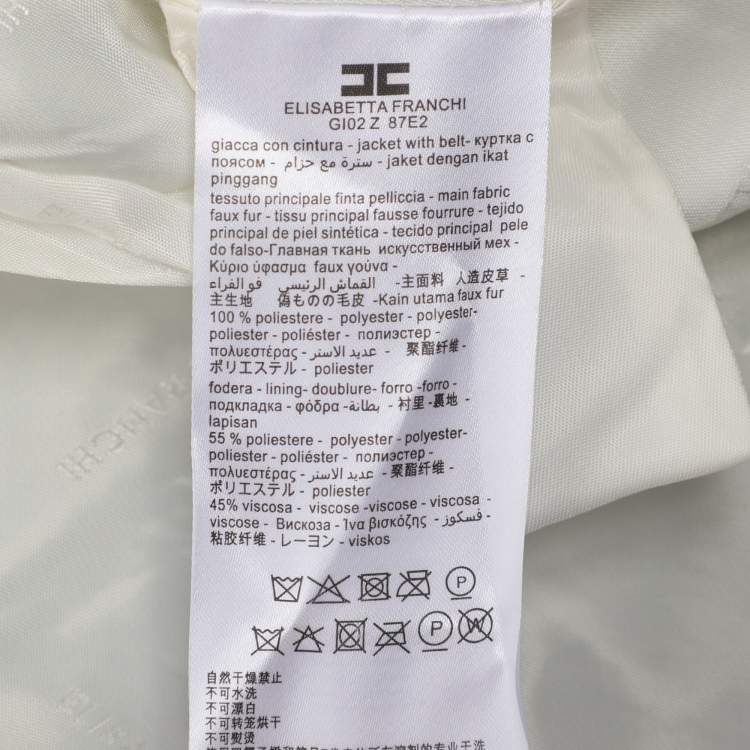 ELISABETTA FRANCHI
GI02 Z 87E2
giacca con cintura - jacket with belt- куртка с
поясом - سترة مع حزام - jaket dengan ikat
pinggang
tessuto principale finta pelliccia - main fabric
faux fur - tissu principal fausse fourrure - tejido
principal de piel sintética - tecido principal pele
do falso-Главная ткань искусственный мех -
Κύριο ύφασμα faux γούνα -
القماش الرئيسي فو الفراء -主面料 人造皮草 -
主生地 偽ものの毛皮 -Kain utama faux fur
100 % poliestere - polyester - polyester-
poliester - poliéster - полиэстер -
πολυεστέρας - عديد الاستر - 聚酯纤维-
ポリエステル - poliester
fodera - lining- doublure- forro -forro-
подкладка - φόδρα -بطانة - 衬里 -裏地 -
lapisan
55 % poliestere - polyester - polyester-
poliester - poliéster - полиэстер -
πολυεστέρας - عديد الاستر -聚酯纤维-
ポリエステル - poliester
45% viscosa - viscose -viscose - viscosa -
viscose - Вискоза - Ίνα βισκόζης - فسكوز -
粘胶纤维 - レーヨン - viskos
P
P W
自然干燥禁止
不可水洗
不可漂白
不可转笼烘干
不可熨烫